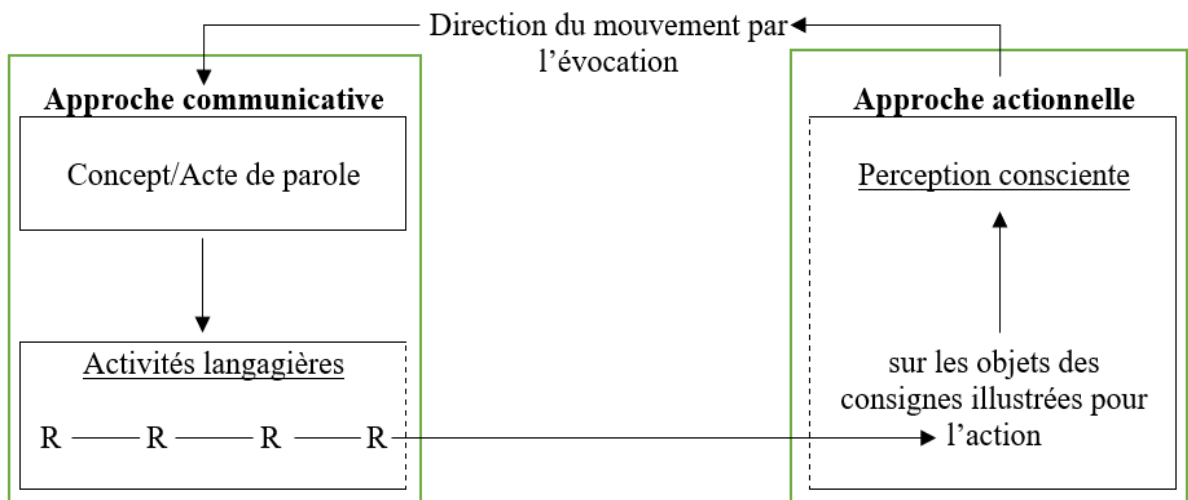 Direction du mouvement par
l’évocation
Approche communicative
Concept/Acte de parole
Activités langagières
R R R R
Approche actionnelle
Perception consciente
sur les objets des
consignes illustrées pour
l’action